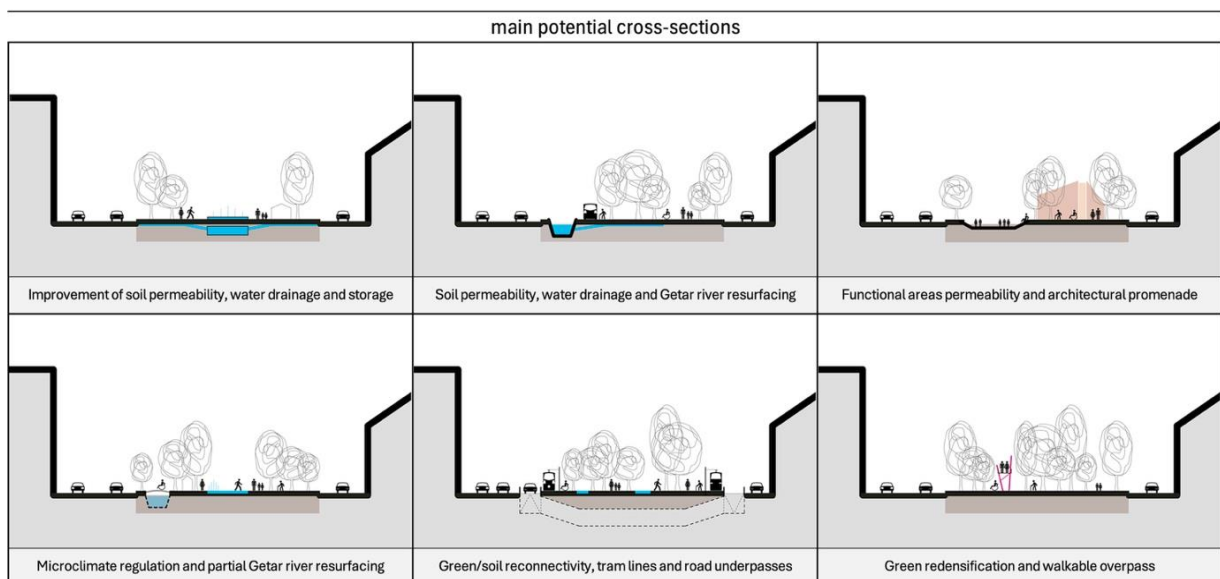 main potential cross-sections
Improvement of soil permeability, water drainage and storage
Soil permeability, water drainage and Getar river resurfacing
Functional areas permeability and architectural promenade
Microclimate regulation and partial Getar river resurfacing
Green/soil reconnectivity, tram lines and road underpasses
Green redensification and walkable overpass